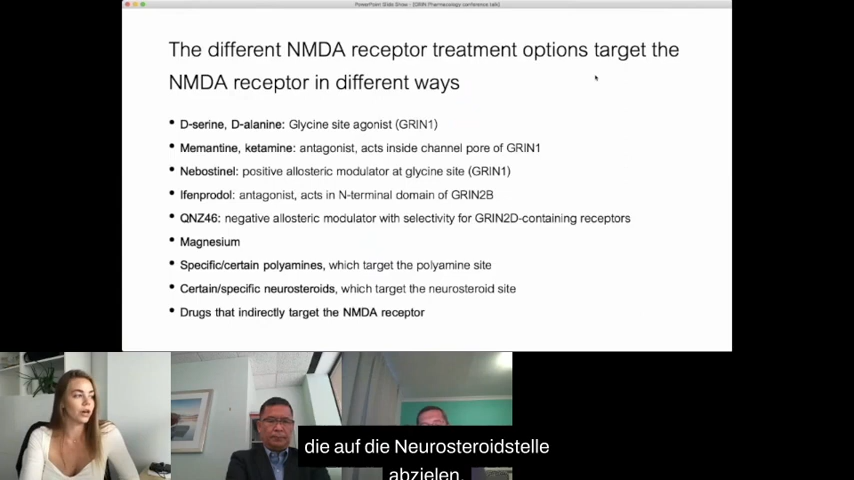 PowerPoint Slide Show - [GRIN Pharmacology conference talk]
The different NMDA receptor treatment options target the
NMDA receptor in different ways
• D-serine, D-alanine: Glycine site agonist (GRIN1)
• Memantine, ketamine: antagonist, acts inside channel pore of GRIN1
• Nebostinel: positive allosteric modulator at glycine site (GRIN1)
• Ifenprodol: antagonist, acts in N-terminal domain of GRIN2B
• QNZ46: negative allosteric modulator with selectivity for GRIN2D-containing receptors
• Magnesium
• Specific/certain polyamines, which target the polyamine site
• Certain/specific neurosteroids, which target the neurosteroid site
• Drugs that indirectly target the NMDA receptor
die auf die Neurosteroidstelle
abzielen.